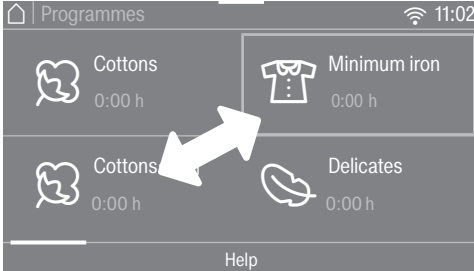 Programmes
11:02
Cottons
0:00 h
Minimum iron
0:00 h
Cottons
0:00 h
Delicates
0:00 h
Help